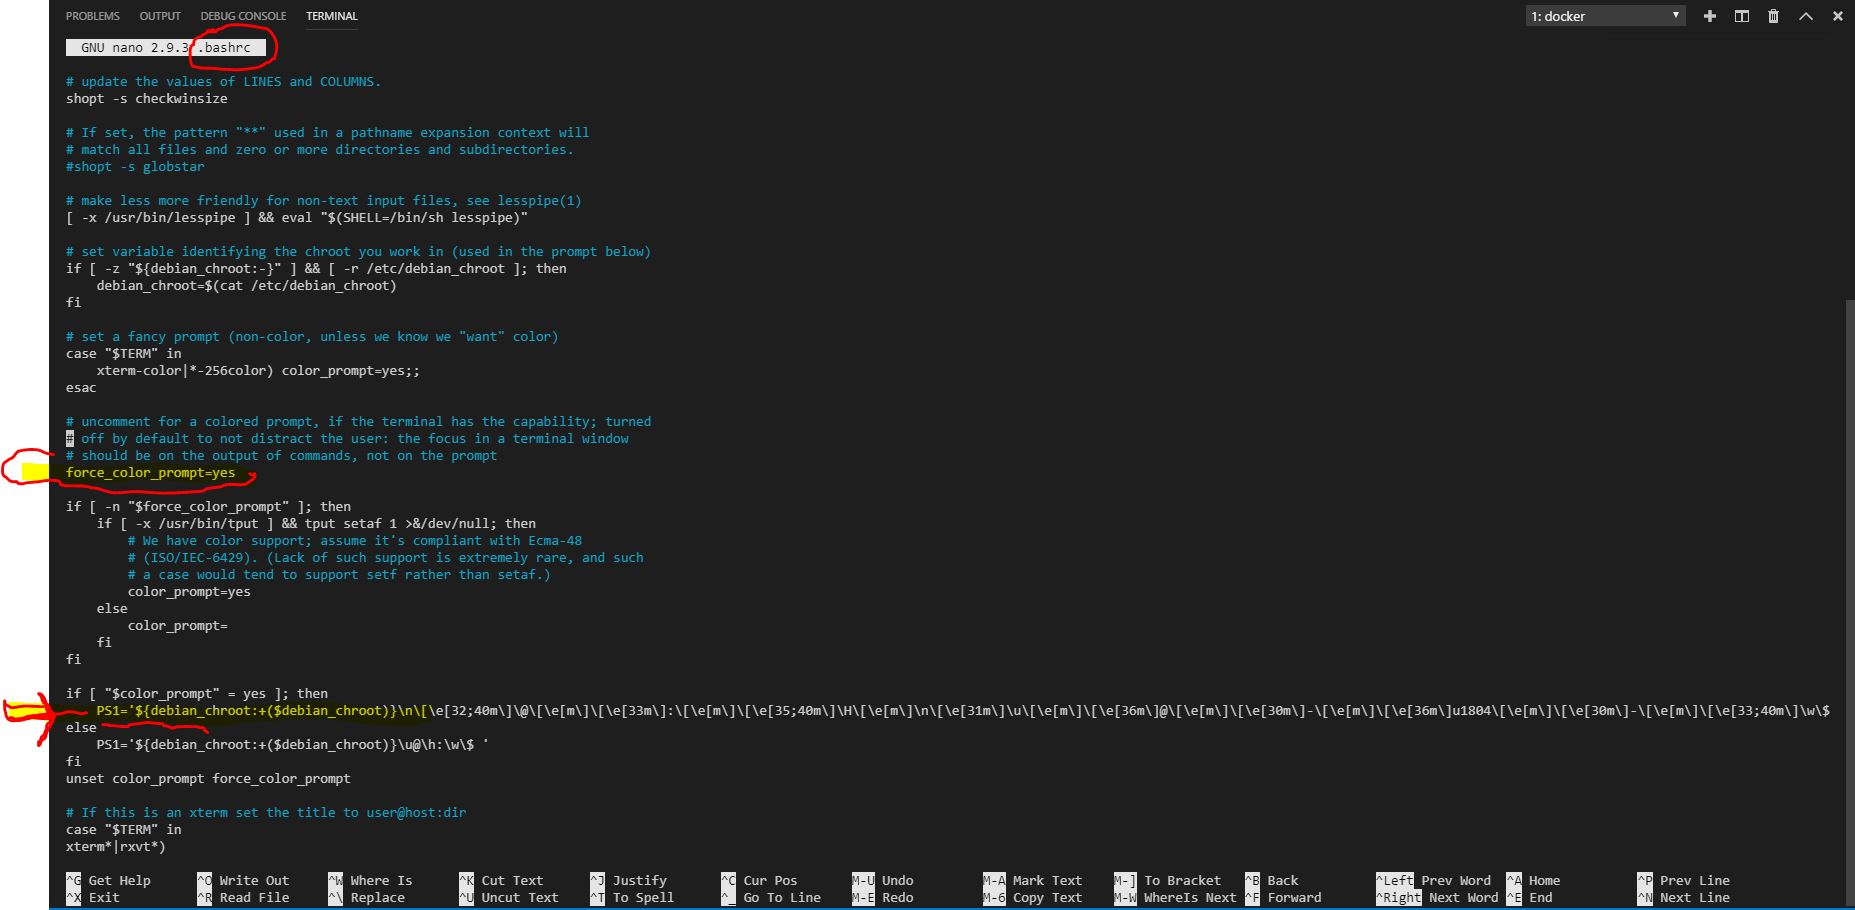 PROBLEMS OUTPUT DEBUG CONSOLE TERMINAL 1: docker
GNU nano 2.9.3 .bashrc
# update the values of LINES and COLUMNS.
shopt -s checkwinsize
# If set, the pattern "**" used in a pathname expansion context will
# match all files and zero or more directories and subdirectories.
#shopt -s globstar
# make less more friendly for non-text input files, see lesspipe(1)
[ -x /usr/bin/lesspipe ] && eval "$(SHELL=/bin/sh lesspipe)"
# set variable identifying the chroot you work in (used in the prompt below)
if [ -z "${debian_chroot:-}" ] && [ -r /etc/debian_chroot ]; then
    debian_chroot=$(cat /etc/debian_chroot)
fi
# set a fancy prompt (non-color, unless we know we "want" color)
case "$TERM" in
    xterm-color|*-256color) color_prompt=yes;;
esac
# uncomment for a colored prompt, if the terminal has the capability; turned
# off by default to not distract the user: the focus in a terminal window
# should be on the output of commands, not on the prompt
force_color_prompt=yes
if [ -n "$force_color_prompt" ]; then
    if [ -x /usr/bin/tput ] && tput setaf 1 >&/dev/null; then
        # We have color support; assume it's compliant with Ecma-48
        # (ISO/IEC-6429). (Lack of such support is extremely rare, and such
        # a case would tend to support setf rather than setaf.)
        color_prompt=yes
    else
        color_prompt=
    fi
fi
if [ "$color_prompt" = yes ]; then
    PS1='${debian_chroot:+($debian_chroot)}\n\[\e[32;40m\]\@\[\e[m\]\[\e[33m\]:\[\e[m\]\[\e[35;40m\]\H\[\e[m\]\n\[\e[31m\]\u\[\e[m\]\[\e[36m\]@\[\e[m\]\[\e[30m\]-\[\e[m\]\[\e[36m\]u1804\[\e[m\]\[\e[30m\]-\[\e[m\]\[\e[33;40m\]\w\$
else
    PS1='${debian_chroot:+($debian_chroot)}\u@\h:\w\$ '
fi
unset color_prompt force_color_prompt
# If this is an xterm set the title to user@host:dir
case "$TERM" in
xterm*|rxvt*)
^G Get Help ^O Write Out ^W Where Is ^K Cut Text ^J Justify ^C Cur Pos M-U Undo M-A Mark Text M-] To Bracket ^B Back ^Left Prev Word ^A Home ^P Prev Line
^X Exit ^R Read File ^\ Replace ^U Uncut Text ^T To Spell ^_ Go To Line M-E Redo M-6 Copy Text M-W WhereIs Next ^F Forward ^Right Next Word ^E End ^N Next Line